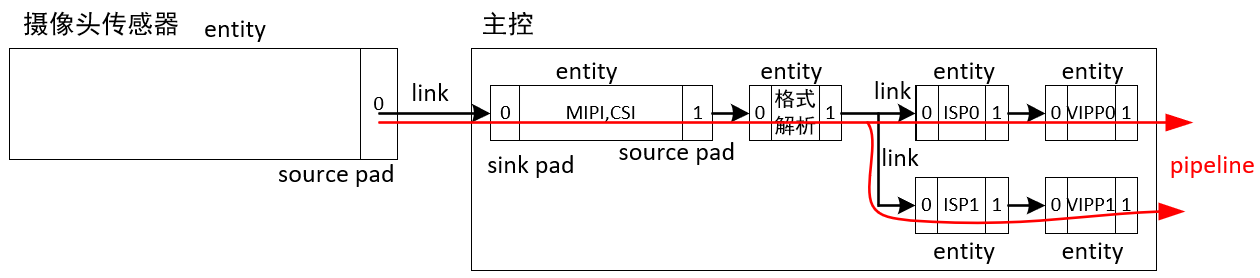 摄像头传感器 entity
主控
entity
entity
entity
entity
0
link
0 MIPI,CSI 1
0 格式
解析 1
link
0 ISP0 1
0 VIPP0 1
source pad
sink pad
source pad
link
pipeline
0 ISP1 1
0 VIPP1 1
entity
entity